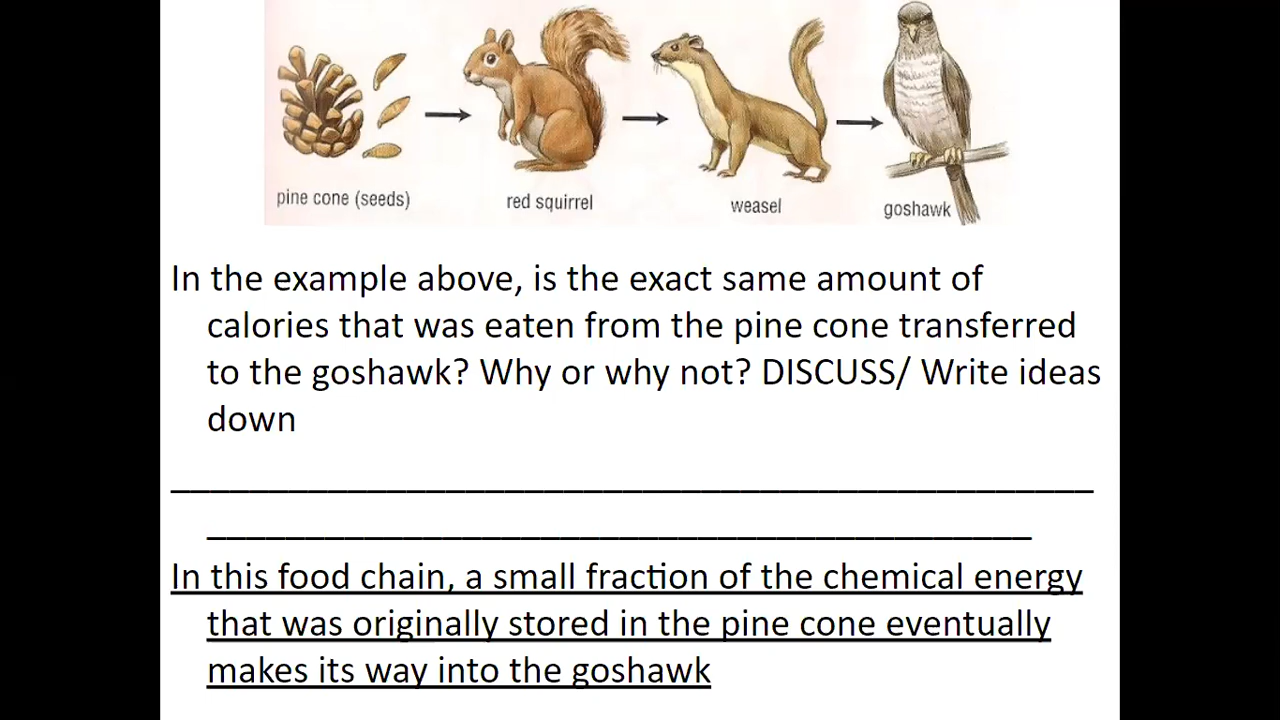 pine cone (seeds)
red squirrel
weasel
goshawk
In the example above, is the exact same amount of
calories that was eaten from the pine cone transferred
to the goshawk? Why or why not? DISCUSS/ Write ideas
down
In this food chain, a small fraction of the chemical energy
that was originally stored in the pine cone eventually
makes its way into the goshawk